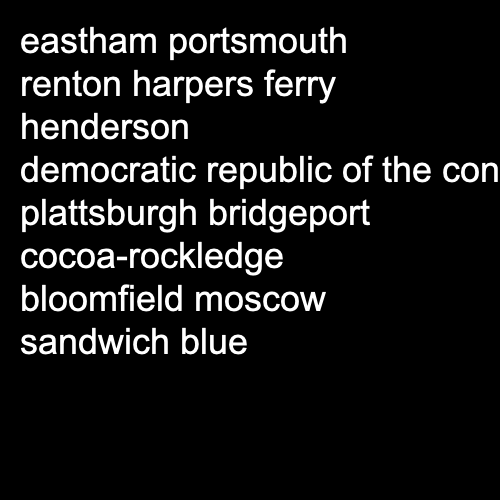 eastham portsmouth
renton harpers ferry
henderson
democratic republic of the con
plattsburgh bridgeport
cocoa-rockledge
bloomfield moscow
sandwich blue